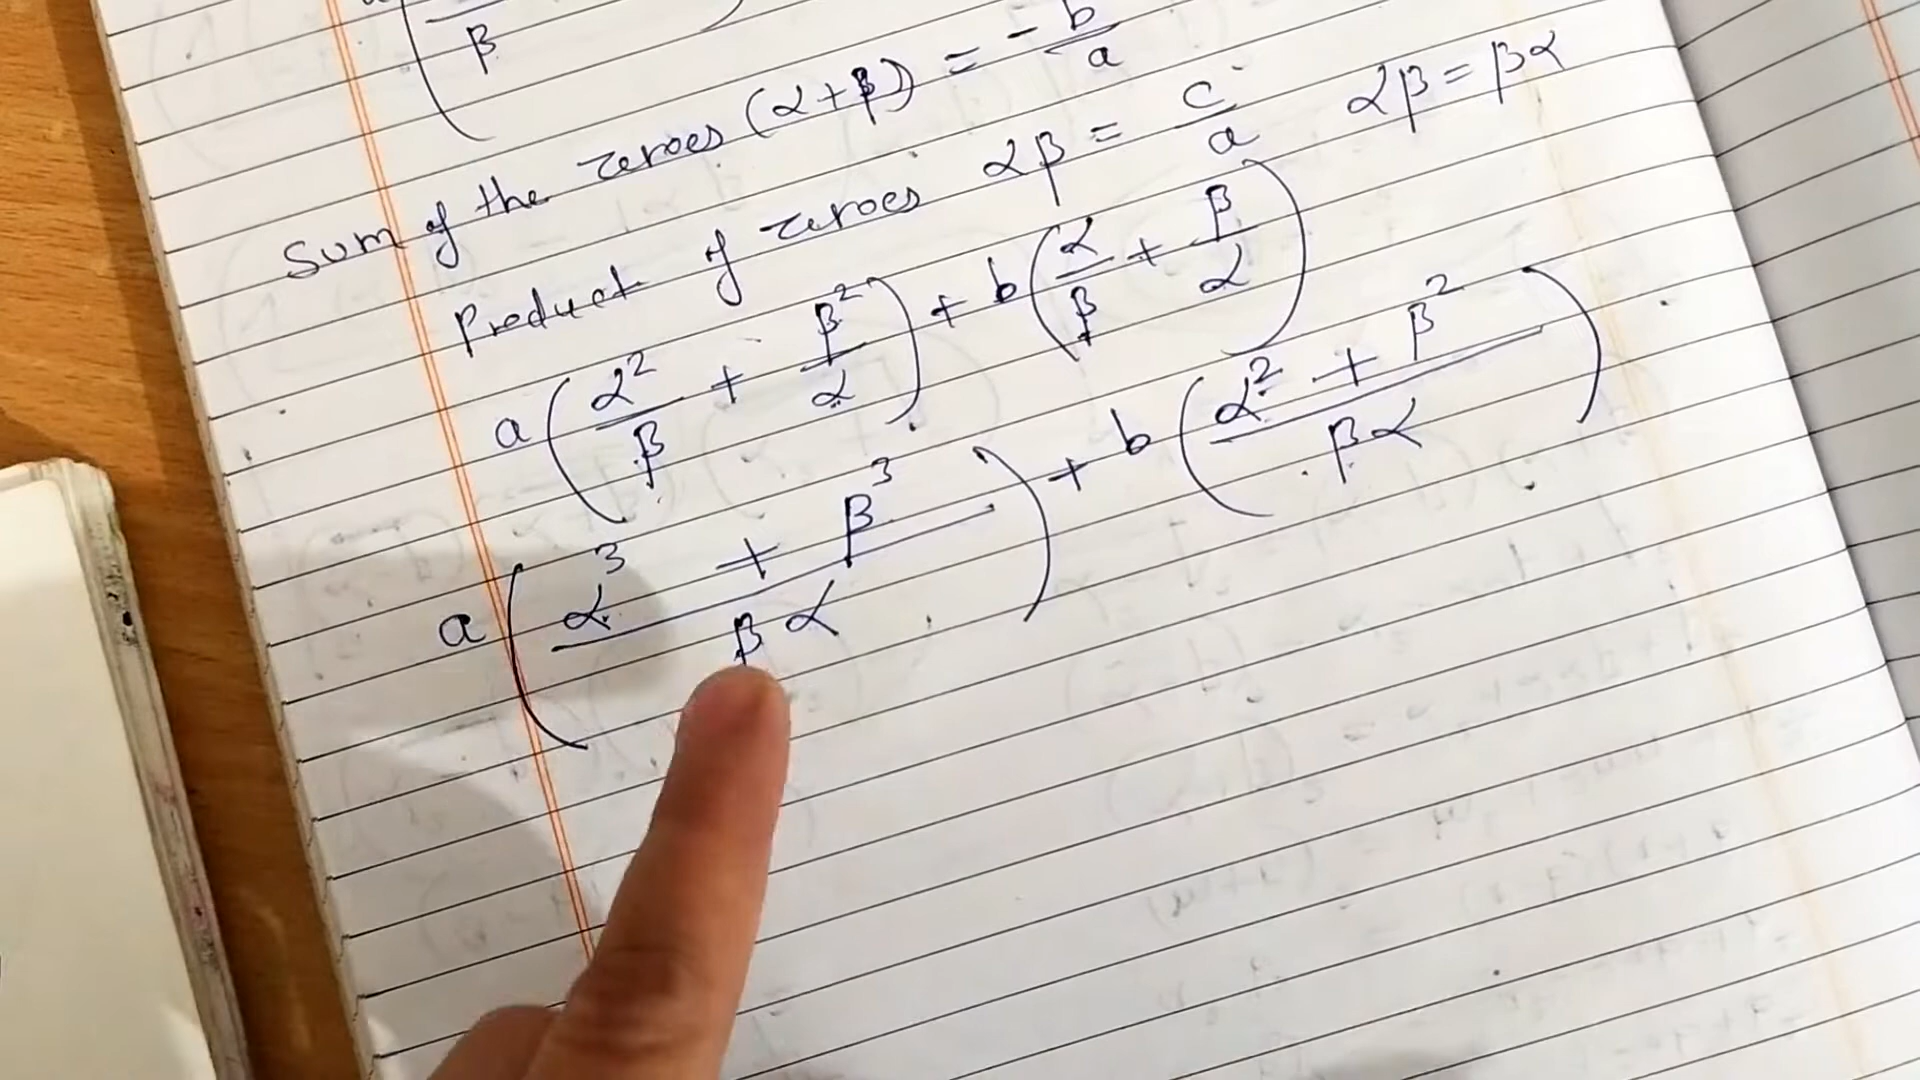 β
Sum of the zeroes (α+β) = -b/a
Product of zeroes αβ = c/a αβ = βα
a(α²/β + β²/α) + b(α/β + β/α)
a(α³ + β³/βα) + b(α² + β²/βα)